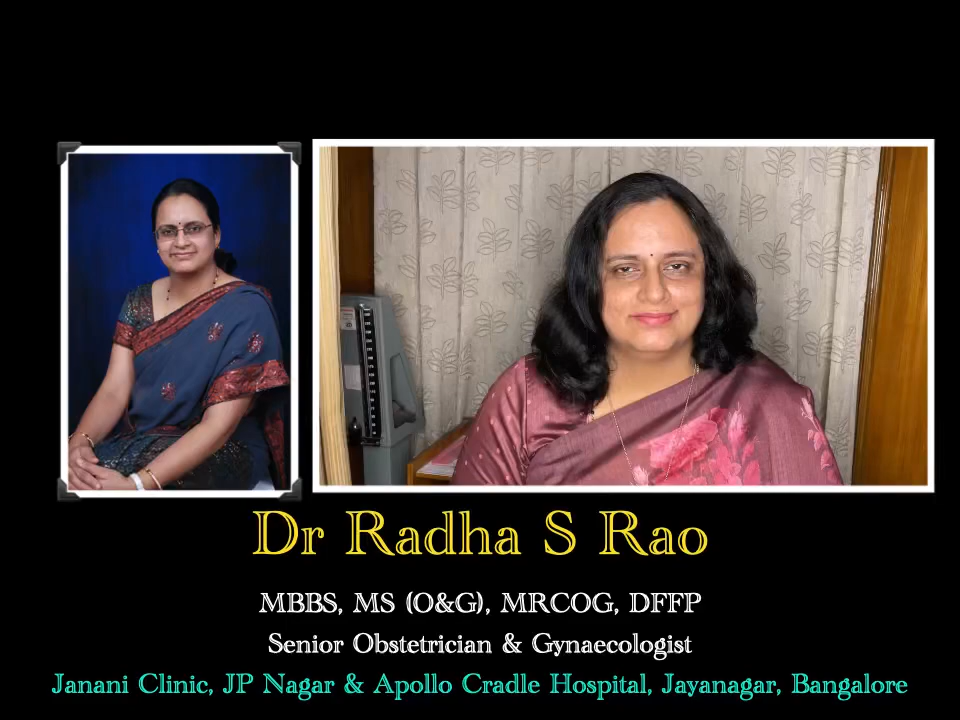 Dr Radha S Rao
MBBS, MS (O&G), MRCOG, DFFP
Senior Obstetrician & Gynaecologist
Janani Clinic, JP Nagar & Apollo Cradle Hospital, Jayanagar, Bangalore